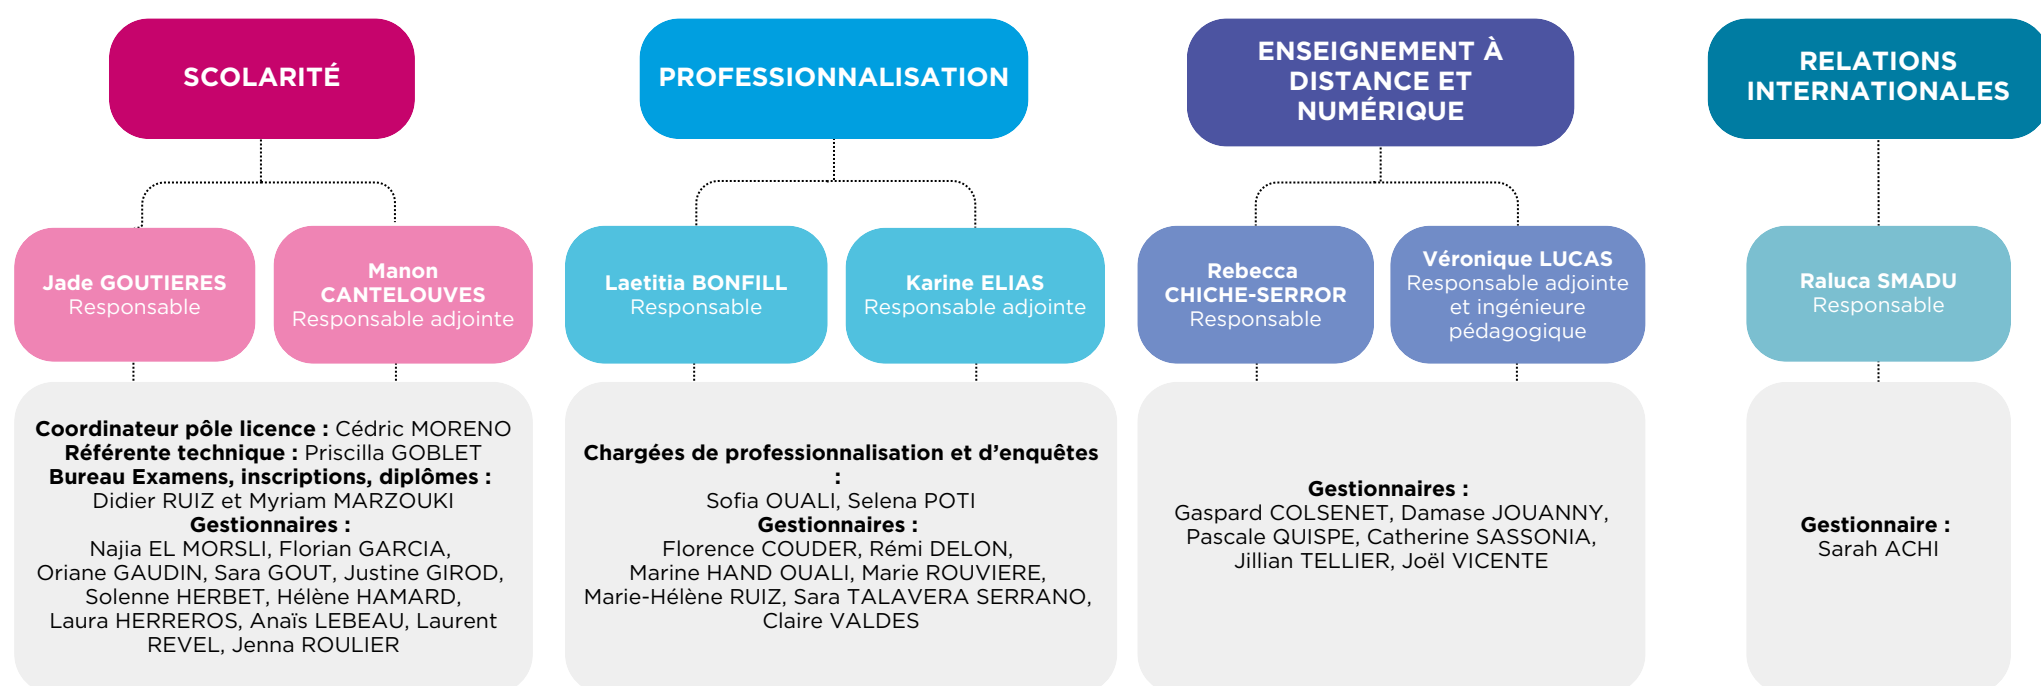 SCOLARITÉ
Jade GOUTIERES
Responsable
Manon
CANTELOUVES
Responsable adjointe
Coordinateur pôle licence : Cédric MORENO
Référente technique : Priscilla GOBLET
Bureau Examens, inscriptions, diplômes :
Didier RUIZ et Myriam MARZOUKI
Gestionnaires :
Najia EL MORSLI, Florian GARCIA,
Oriane GAUDIN, Sara GOUT, Justine GIROD,
Solenne HERBET, Hélène HAMARD,
Laura HERREROS, Anaïs LEBEAU, Laurent
REVEL, Jenna ROULIER
PROFESSIONNALISATION
Laetitia BONFILL
Responsable
Karine ELIAS
Responsable adjointe
Chargées de professionnalisation et d’enquêtes
:
Sofia OUALI, Selena POTI
Gestionnaires :
Florence COUDER, Rémi DELON,
Marine HAND OUALI, Marie ROUVIERE,
Marie-Hélène RUIZ, Sara TALAVERA SERRANO,
Claire VALDES
ENSEIGNEMENT À
DISTANCE ET
NUMÉRIQUE
Rebecca
CHICHE-SERROR
Responsable
Véronique LUCAS
Responsable adjointe
et ingénieure
pédagogique
Gestionnaires :
Gaspard COLSENET, Damase JOUANNY,
Pascale QUISPE, Catherine SASSONIA,
Jillian TELLIER, Joël VICENTE
RELATIONS
INTERNATIONALES
Raluca SMADU
Responsable
Gestionnaire :
Sarah ACHI